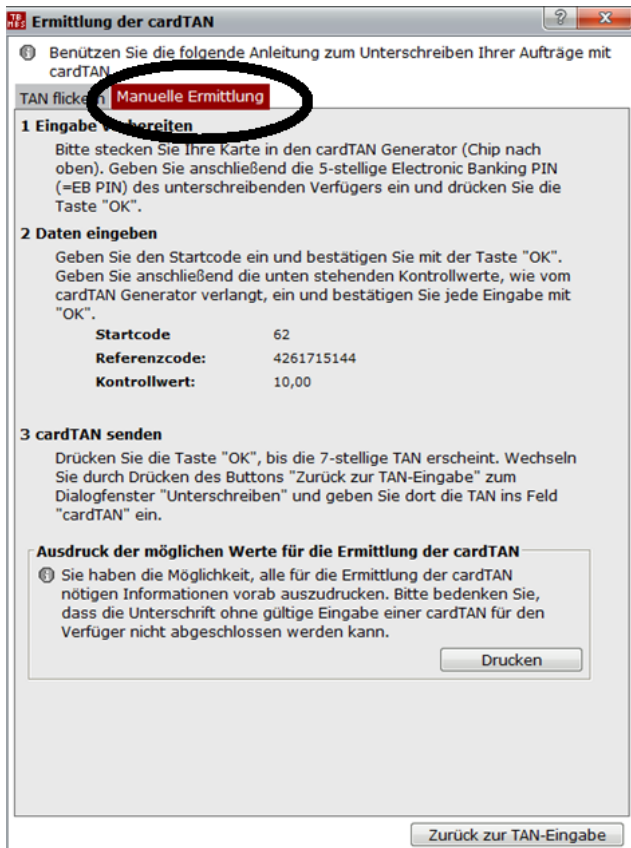 Ermittlung der cardTAN
Benützen Sie die folgende Anleitung zum Unterschreiben Ihrer Aufträge mit
cardTAN.
TAN flickern Manuelle Ermittlung
1 Eingabe vorbereiten
Bitte stecken Sie Ihre Karte in den cardTAN Generator (Chip nach
oben). Geben Sie anschließend die 5-stellige Electronic Banking PIN
(=EB PIN) des unterschreibenden Verfügers ein und drücken Sie die
Taste "OK".
2 Daten eingeben
Geben Sie den Startcode ein und bestätigen Sie mit der Taste "OK".
Geben Sie anschließend die unten stehenden Kontrollwerte, wie vom
cardTAN Generator verlangt, ein und bestätigen Sie jede Eingabe mit
"OK".
Startcode 62
Referenzcode: 4261715144
Kontrollwert: 10,00
3 cardTAN senden
Drücken Sie die Taste "OK", bis die 7-stellige TAN erscheint. Wechseln
Sie durch Drücken des Buttons "Zurück zur TAN-Eingabe" zum
Dialogfenster "Unterschreiben" und geben Sie dort die TAN ins Feld
"cardTAN" ein.
Ausdruck der möglichen Werte für die Ermittlung der cardTAN
Sie haben die Möglichkeit, alle für die Ermittlung der cardTAN
nötigen Informationen vorab auszudrucken. Bitte bedenken Sie,
dass die Unterschrift ohne gültige Eingabe einer cardTAN für den
Verfüger nicht abgeschlossen werden kann.
Drucken
Zurück zur TAN-Eingabe